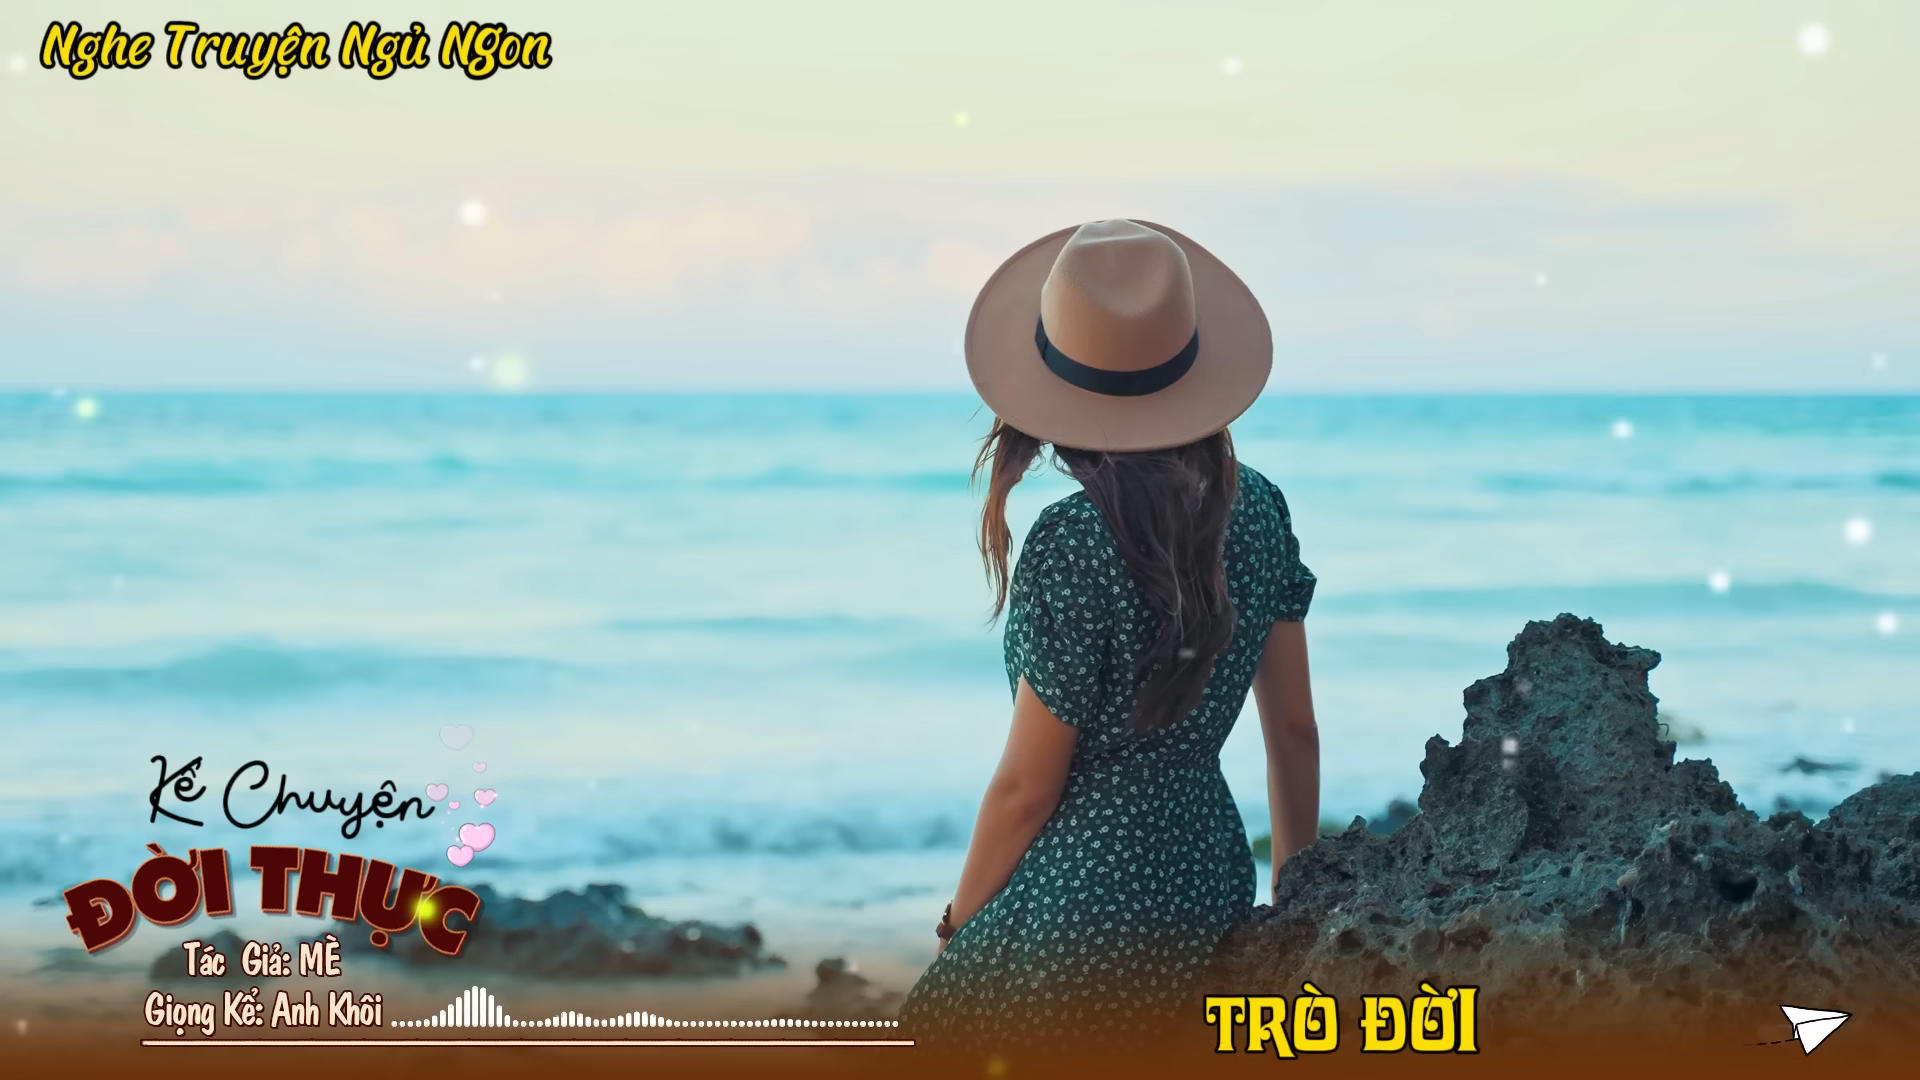 Nghe Truyện Ngủ Ngon
Kể Chuyện
ĐỜI THỰC
Tác Giả: MÈ
Giọng Kể: Anh Khôi
TRÒ ĐỜI